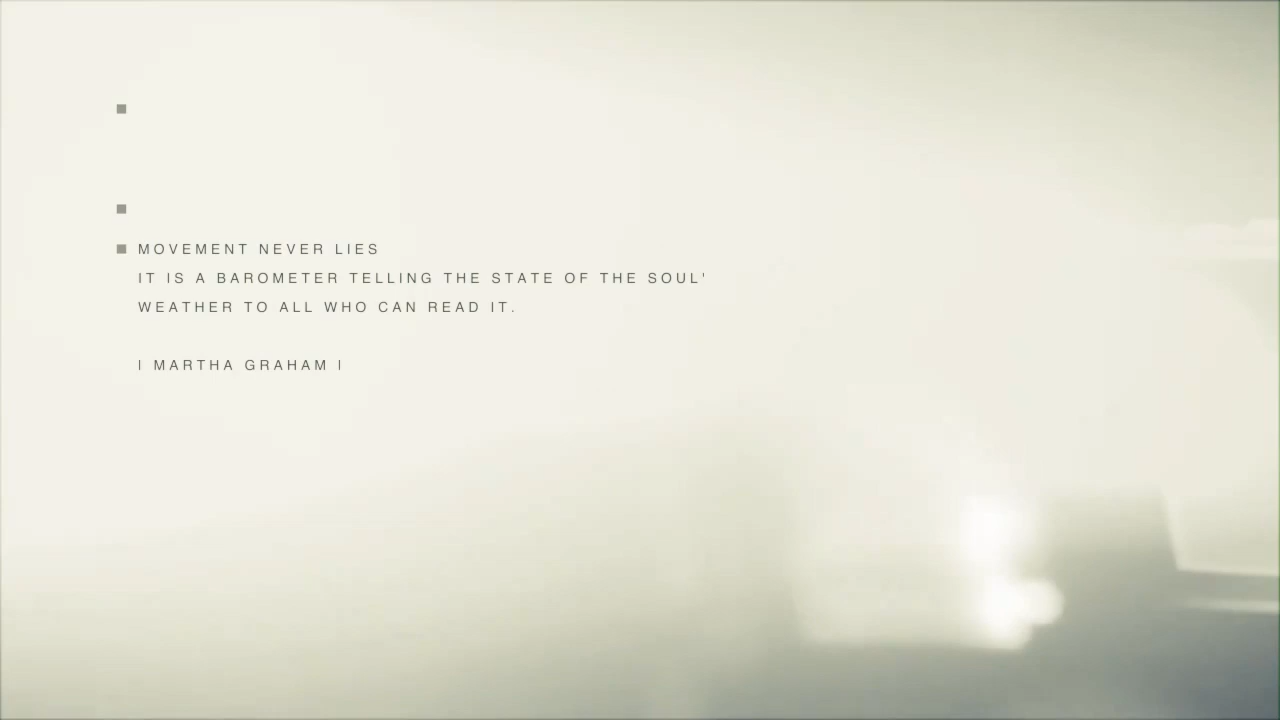 MOVEMENT NEVER LIES
IT IS A BAROMETER TELLING THE STATE OF THE SOUL'
WEATHER TO ALL WHO CAN READ IT.
| MARTHA GRAHAM |